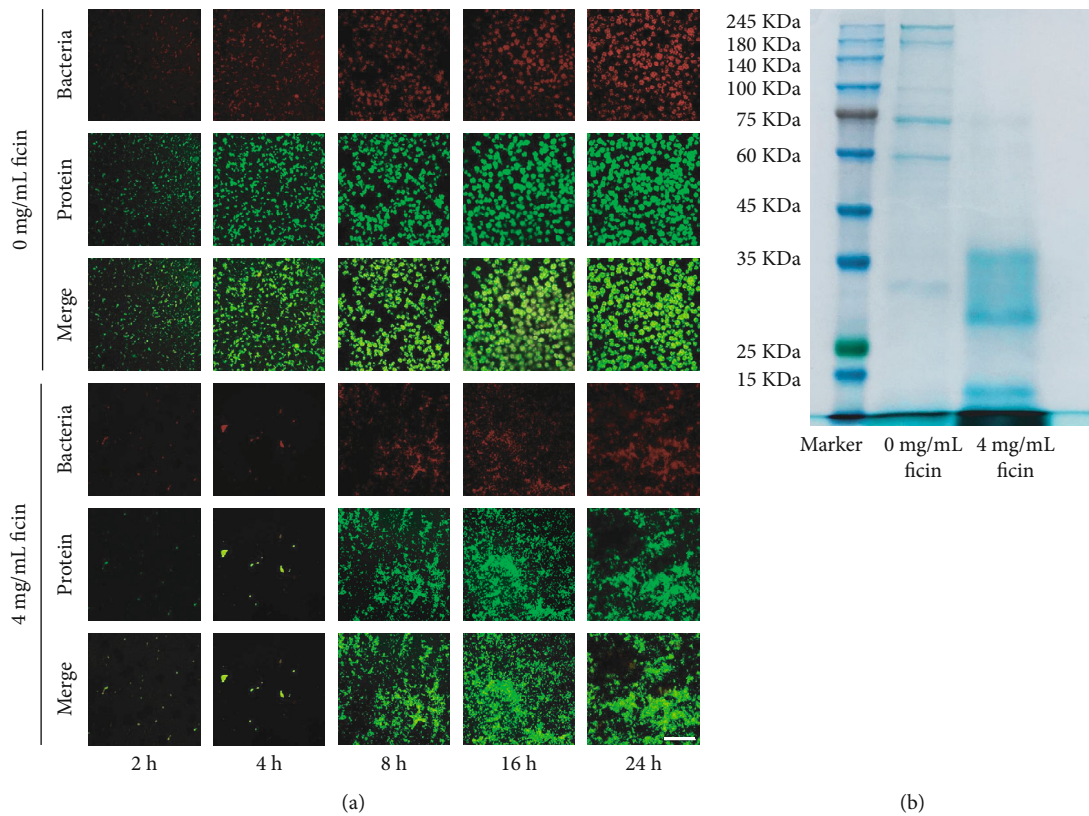 0 mg/mL ficin
Bacteria
Protein
Merge
4 mg/mL ficin
Bacteria
Protein
Merge
2 h
4 h
8 h
16 h
24 h
(a)
245 KDa
180 KDa
140 KDa
100 KDa
75 KDa
60 KDa
45 KDa
35 KDa
25 KDa
15 KDa
Marker
0 mg/mL
ficin
4 mg/mL
ficin
(b)